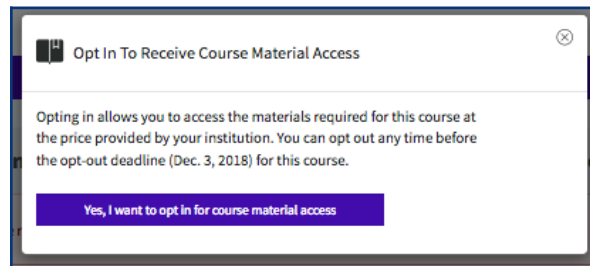 Opt In To Receive Course Material Access
Opting in allows you to access the materials required for this course at
the price provided by your institution. You can opt out any time before
the opt-out deadline (Dec. 3, 2018) for this course.
Yes, I want to opt in for course material access